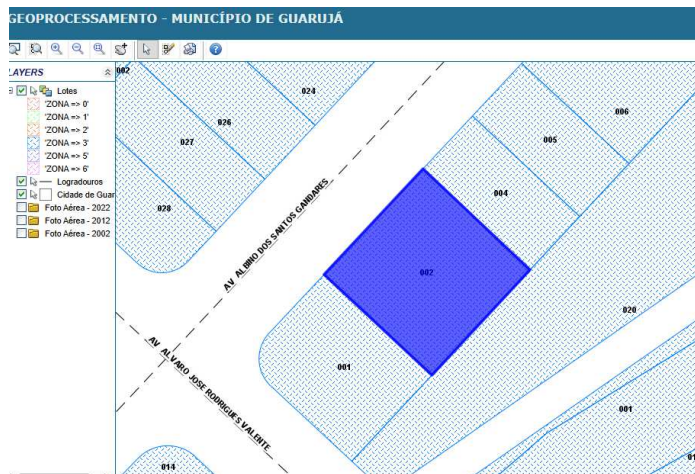 GEOPROCESSAMENTO - MUNICÍPIO DE GUARUJÁ
LAYERS
Lotes
'ZONA => 0'
'ZONA => 1'
'ZONA => 2'
'ZONA => 3'
'ZONA => 5'
'ZONA => 6'
Logradouros
Cidade de Guar
Foto Aérea - 2022
Foto Aérea - 2012
Foto Aérea - 2002
002
024
026
027
028
006
005
004
AV ALBINO DOS SANTOS GANDARES
002
020
001
AV ALVARO JOSE RODRIGUES VALENTE
001
014